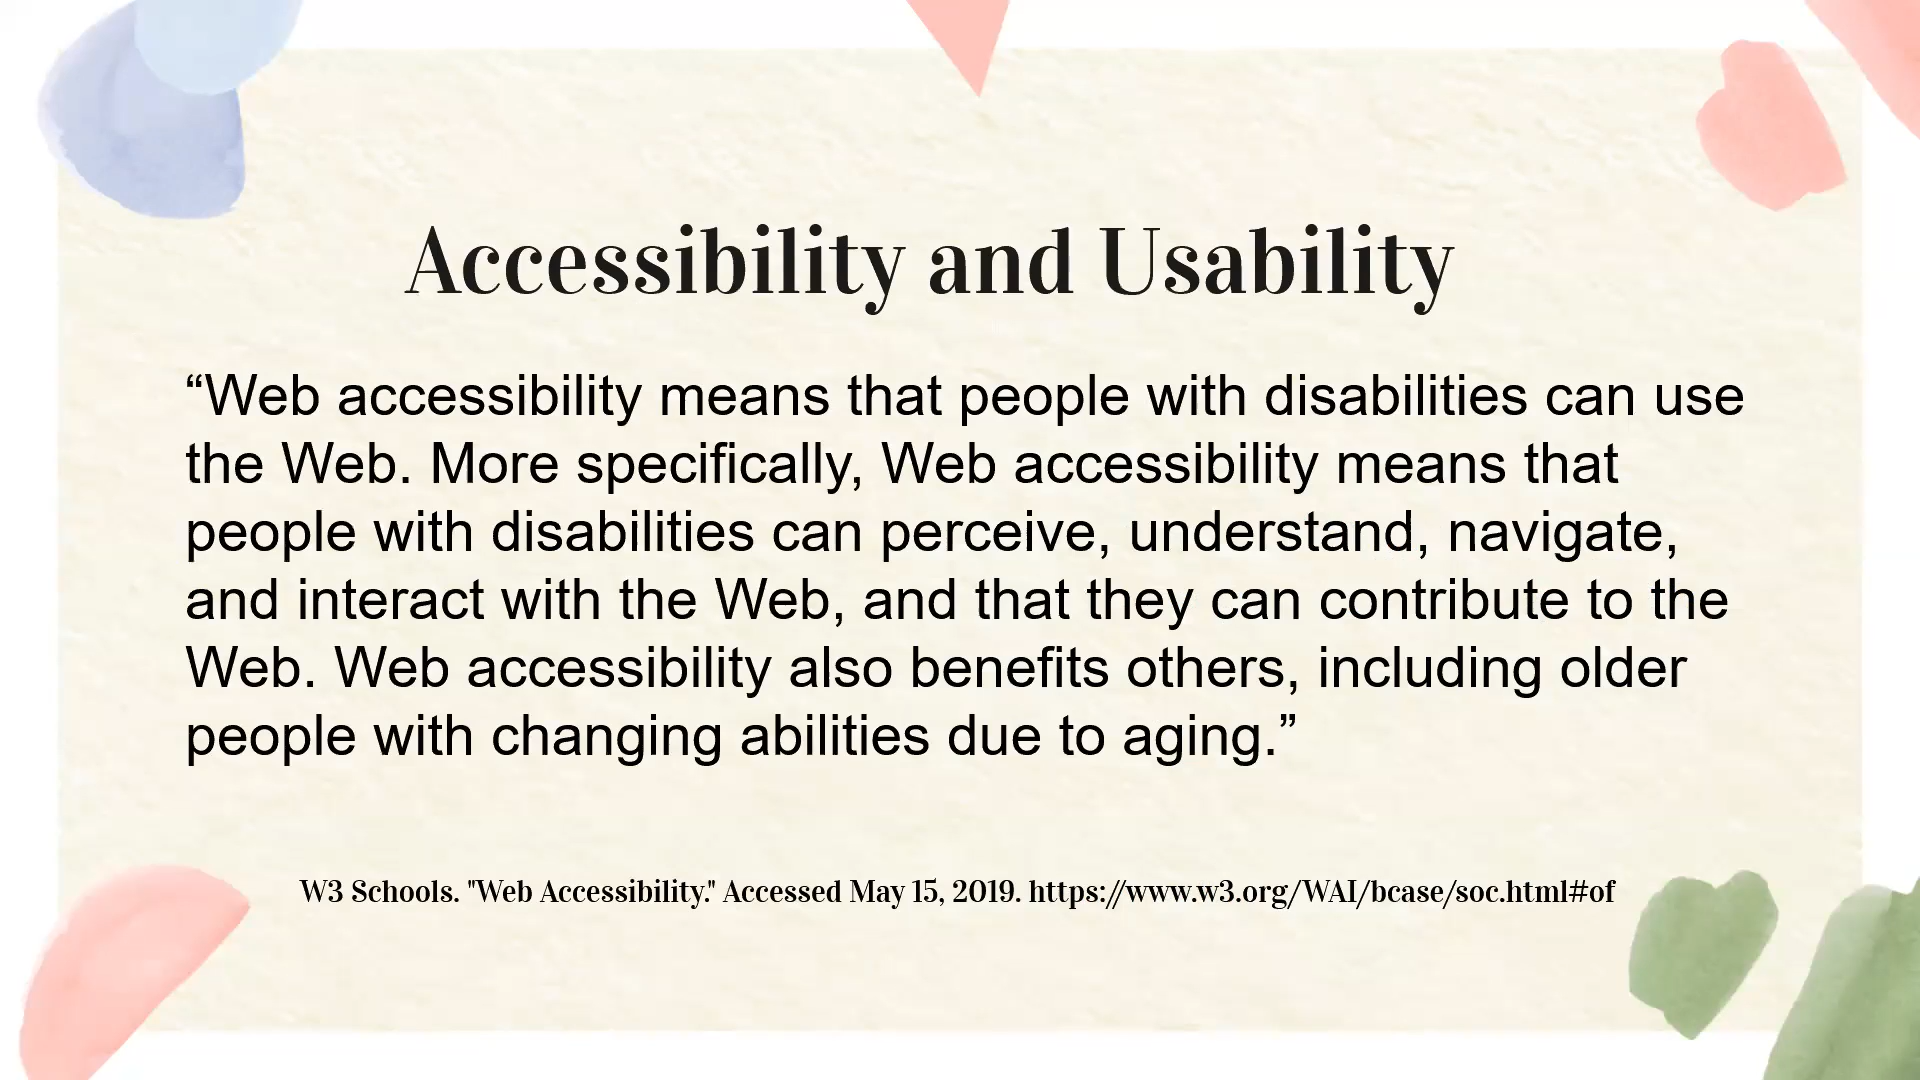 Accessibility and Usability
“Web accessibility means that people with disabilities can use
the Web. More specifically, Web accessibility means that
people with disabilities can perceive, understand, navigate,
and interact with the Web, and that they can contribute to the
Web. Web accessibility also benefits others, including older
people with changing abilities due to aging.”
W3 Schools. "Web Accessibility." Accessed May 15, 2019. https://www.w3.org/WAI/bcase/soc.html#of